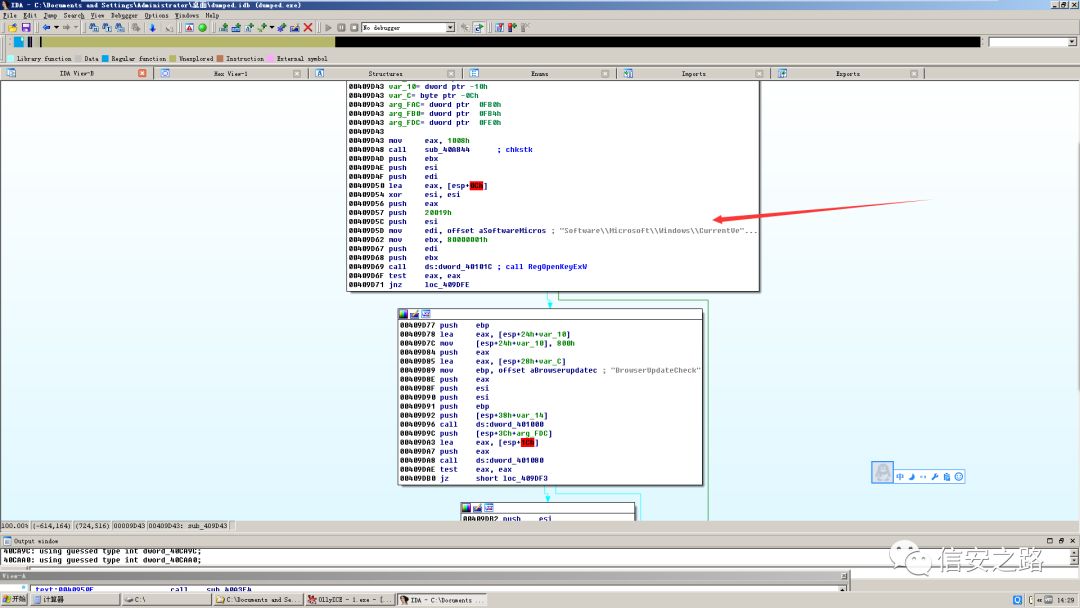 IDA - C:\Documents and Settings\Administrator\桌面\dumped.idb (dumped.exe)
File Edit Jump Search View Debugger Options Windows Help
No debugger
Library function Data Regular function Unexplored Instruction External symbol
IDA View-D Hex View-1 Structures Enums Imports Exports
00409D43 var_10= dword ptr -10h
00409D43 var_C= byte ptr -0Ch
00409D43 arg_FAC= dword ptr 0FB0h
00409D43 arg_FB0= dword ptr 0FB4h
00409D43 arg_FDC= dword ptr 0FE0h
00409D43
00409D43 mov eax, 1008h
00409D48 call sub_40A844 ; chkstk
00409D4D push ebx
00409D4E push esi
00409D4F push edi
00409D50 lea eax, [esp+ ]
00409D54 xor esi, esi
00409D56 push eax
00409D57 push 20019h
00409D5C push esi
00409D5D mov edi, offset aSoftwareMicros ; "Software\\Microsoft\\Windows\\CurrentVe"...
00409D62 mov ebx, 80000001h
00409D67 push edi
00409D68 push ebx
00409D69 call ds:dword_40101C ; call RegOpenKeyExW
00409D6F test eax, eax
00409D71 jnz loc_409DFE
00409D77 push ebp
00409D78 lea eax, [esp+24h+var_10]
00409D7C mov [esp+24h+var_10], 800h
00409D84 push eax
00409D85 lea eax, [esp+28h+var_C]
00409D89 mov ebp, offset aBrowserupdatec ; "BrowserUpdateCheck"
00409D8E push eax
00409D8F push esi
00409D90 push esi
00409D91 push ebp
00409D92 push [esp+38h+var_14]
00409D96 call ds:dword_401000
00409D9C push [esp+3Ch+arg_FDC]
00409DA3 lea eax, [esp+ ]
00409DA7 push eax
00409DA8 call ds:dword_401080
00409DAE test eax, eax
00409DB0 jz short loc_409DF3
00409DB2 push esi
中
100.00% (-614,164) (724,516) 00009D43 00409D43: sub_409D43
Output window
40CA9C: using guessed type int dword_40CA9C;
40CAA0: using guessed type int dword_40CAA0;
View-A
.text:0040950F call sub_4093F4
信安之路
开始 计算器 C:\ C:\Documents and Se... OllyICE - 1.exe - [... IDA - C:\Documents ... 14:29